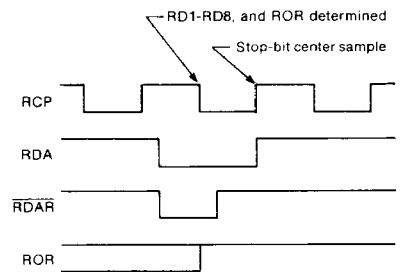 RD1-RD8, and ROR determined
Stop-bit center sample
RCP
RDA
RDAR
ROR